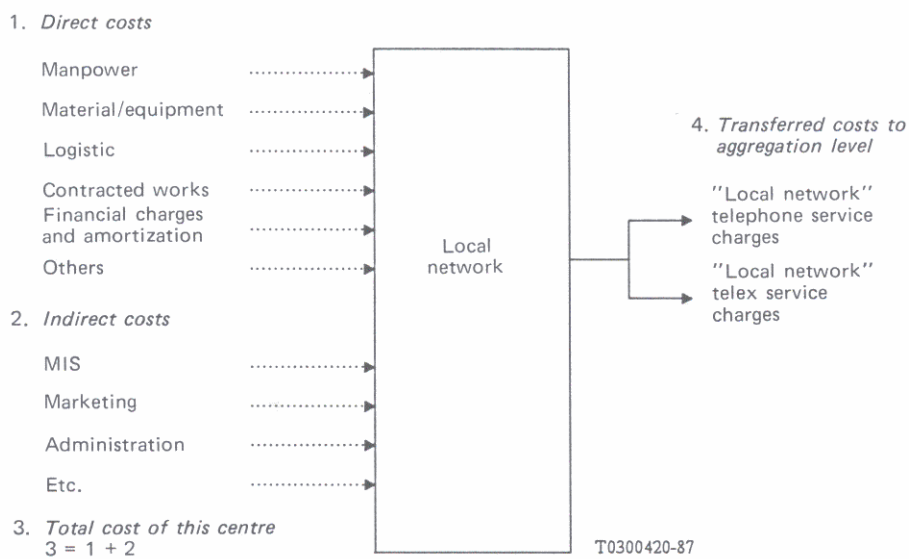 1. Direct costs
Manpower
Material/equipment
Logistic
Contracted works
Financial charges
and amortization
Others
2. Indirect costs
MIS
Marketing
Administration
Etc.
3. Total cost of this centre
3 = 1 + 2
Local
network
4. Transferred costs to
aggregation level
"Local network"
telephone service
charges
"Local network"
telex service
charges
T0300420-87